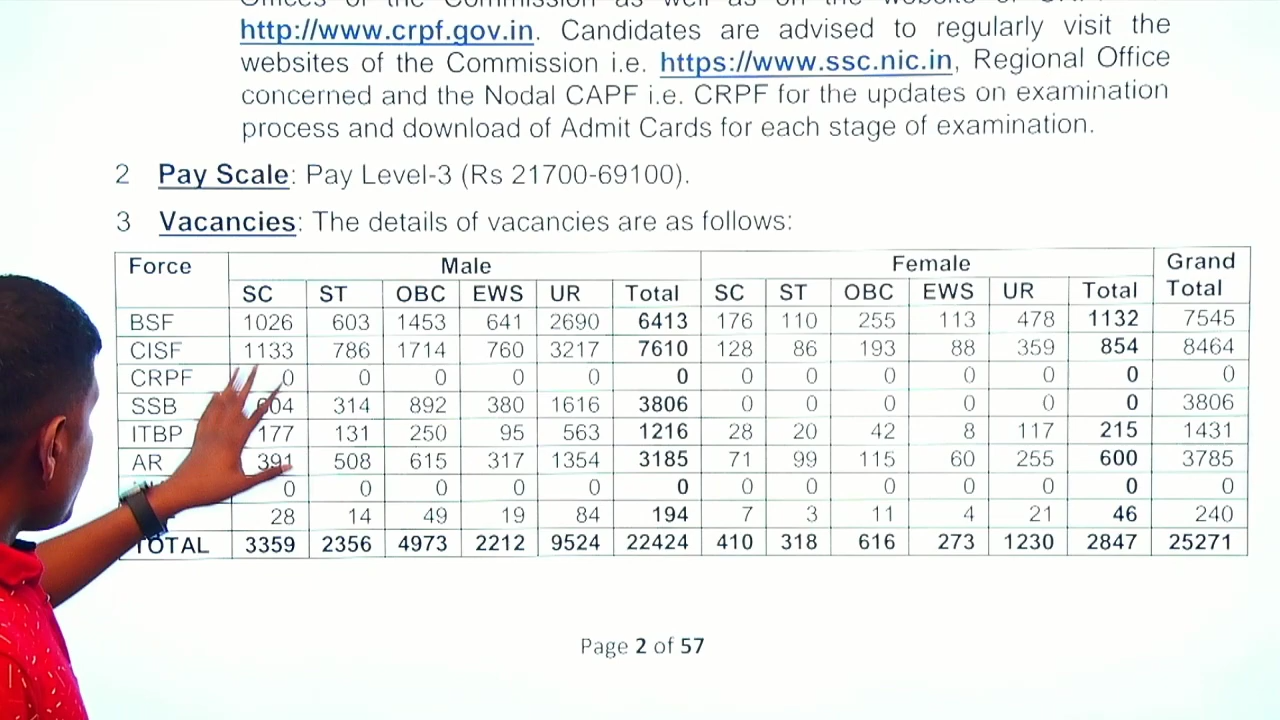 http://www.crpf.gov.in. Candidates are advised to regularly visit the
websites of the Commission i.e. https://www.ssc.nic.in, Regional Office
concerned and the Nodal CAPF i.e. CRPF for the updates on examination
process and download of Admit Cards for each stage of examination.
2 Pay Scale: Pay Level-3 (Rs 21700-69100).
3 Vacancies: The details of vacancies are as follows:
Force Male Female Grand Total
SC ST OBC EWS UR Total SC ST OBC EWS UR Total
BSF 1026 603 1453 641 2690 6413 176 110 255 113 478 1132 7545
CISF 1133 786 1714 760 3217 7610 128 86 193 88 359 854 8464
CRPF 0 0 0 0 0 0 0 0 0 0 0 0 0
SSB 314 892 380 1616 3806 0 0 0 0 0 0 3806
ITBP 177 131 250 95 563 1216 28 20 42 8 117 215 1431
AR 391 508 615 317 1354 3185 71 99 115 60 255 600 3785
0 0 0 0 0 0 0 0 0 0 0 0 0
28 14 49 19 84 194 7 3 11 4 21 46 240
TOTAL 3359 2356 4973 2212 9524 22424 410 318 616 273 1230 2847 25271
Page 2 of 57